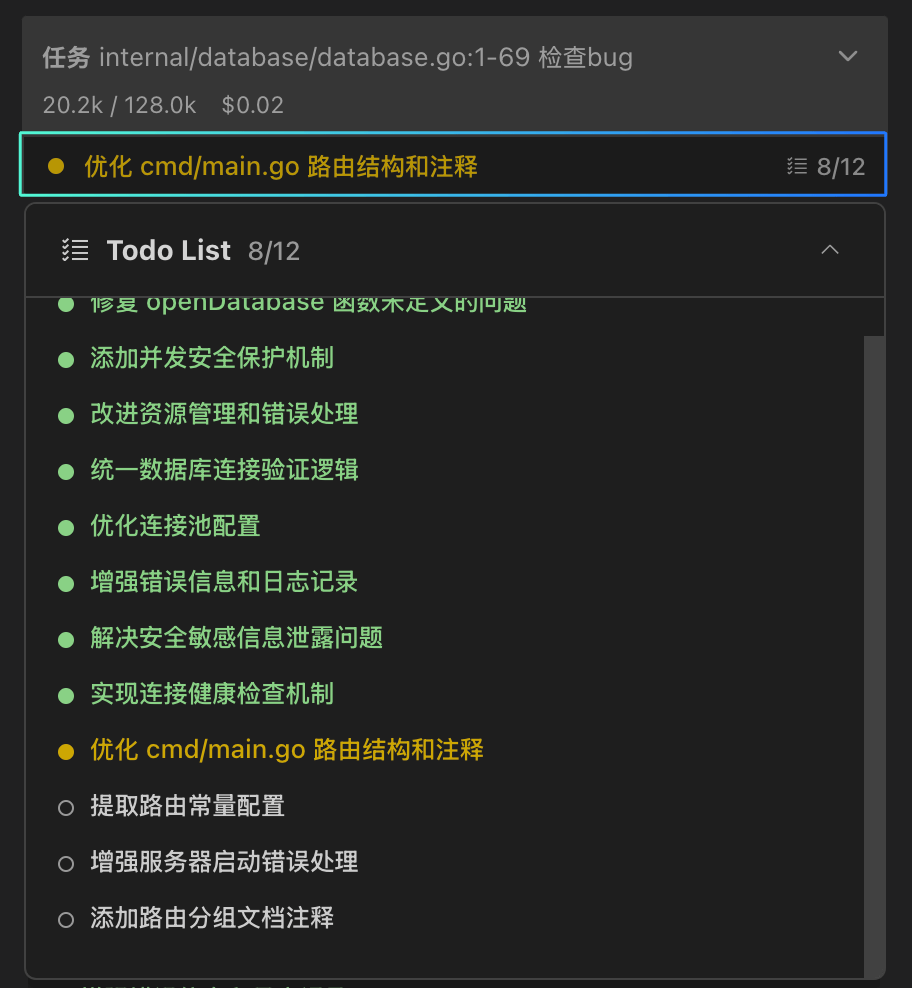 任务 internal/database/database.go:1-69 检查bug
20.2k / 128.0k $0.02
优化 cmd/main.go 路由结构和注释 8/12
Todo List 8/12
修复 openDatabase 函数未定义的问题
添加并发安全保护机制
改进资源管理和错误处理
统一数据库连接验证逻辑
优化连接池配置
增强错误信息和日志记录
解决安全敏感信息泄露问题
实现连接健康检查机制
优化 cmd/main.go 路由结构和注释
提取路由常量配置
增强服务器启动错误处理
添加路由分组文档注释